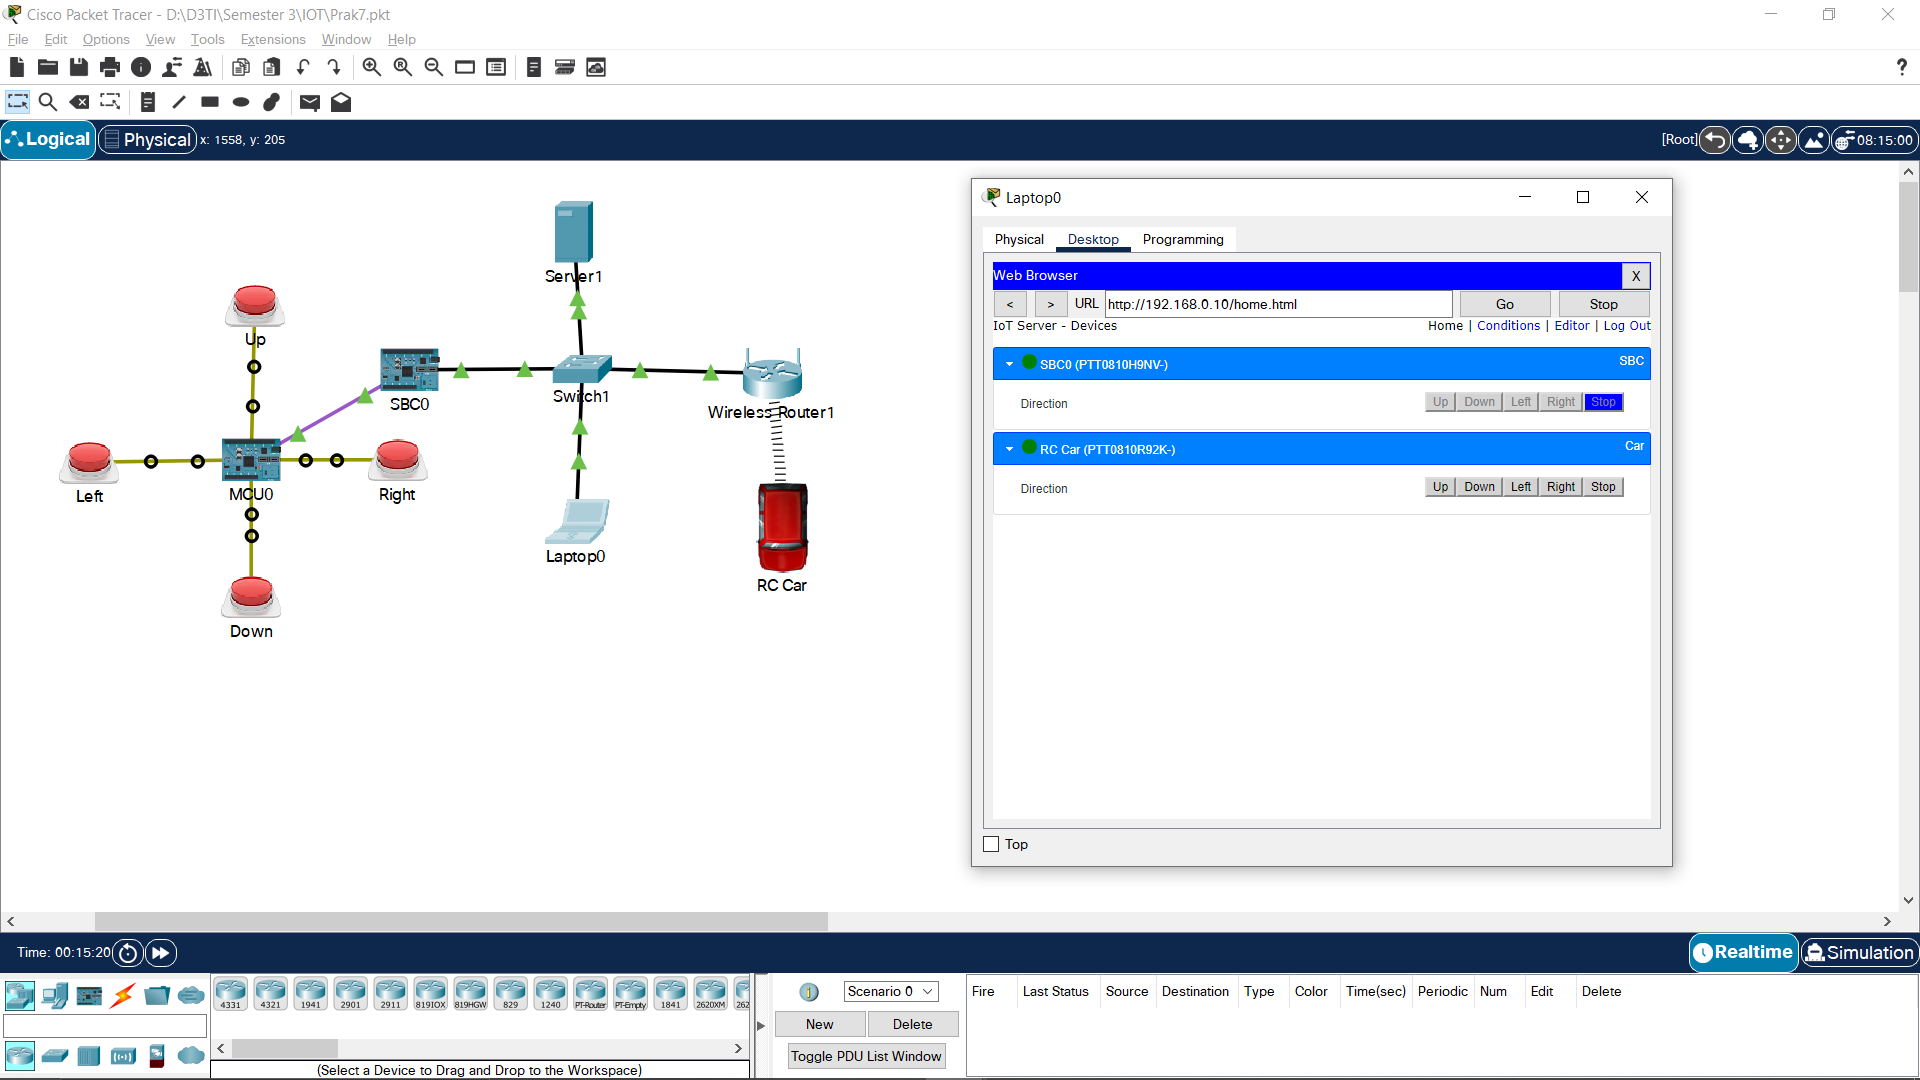 Cisco Packet Tracer - D:\D3TI\Semester 3\IOT\Prak7.pkt
File Edit Options View Tools Extensions Window Help
Logical Physical x: 1558, y: 205 [Root] 08:15:00
Server1
Up
SBC0
Switch1
Wireless Router1
Left
MCU0
Right
Laptop0
RC Car
Down
Laptop0
Physical Desktop Programming
Web Browser X
< > URL http://192.168.0.10/home.html Go Stop
IoT Server - Devices Home | Conditions | Editor | Log Out
SBC0 (PTT0810H9NV-) SBC
Direction Up Down Left Right Stop
RC Car (PTT0810R92K-) Car
Direction Up Down Left Right Stop
Top
Time: 00:15:20 Realtime Simulation
4331 4321 1941 2901 2911 819IOX 819HGW 829 1240 PT-Router PT-Empty 1841 2620XM 262
(Select a Device to Drag and Drop to the Workspace)
Scenario 0
New Delete
Toggle PDU List Window
Fire Last Status Source Destination Type Color Time(sec) Periodic Num Edit Delete